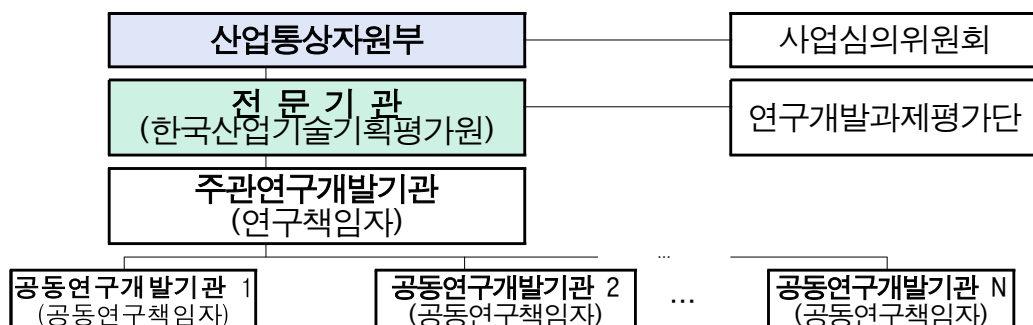 산업통상자원부
사업심의위원회
전 문 기 관
(한국산업기술기획평가원)
연구개발과제평가단
주관연구개발기관
(연구책임자)
...
공동연구개발기관 1
(공동연구책임자)
공동연구개발기관 2
(공동연구책임자)
...
공동연구개발기관 N
(공동연구책임자)